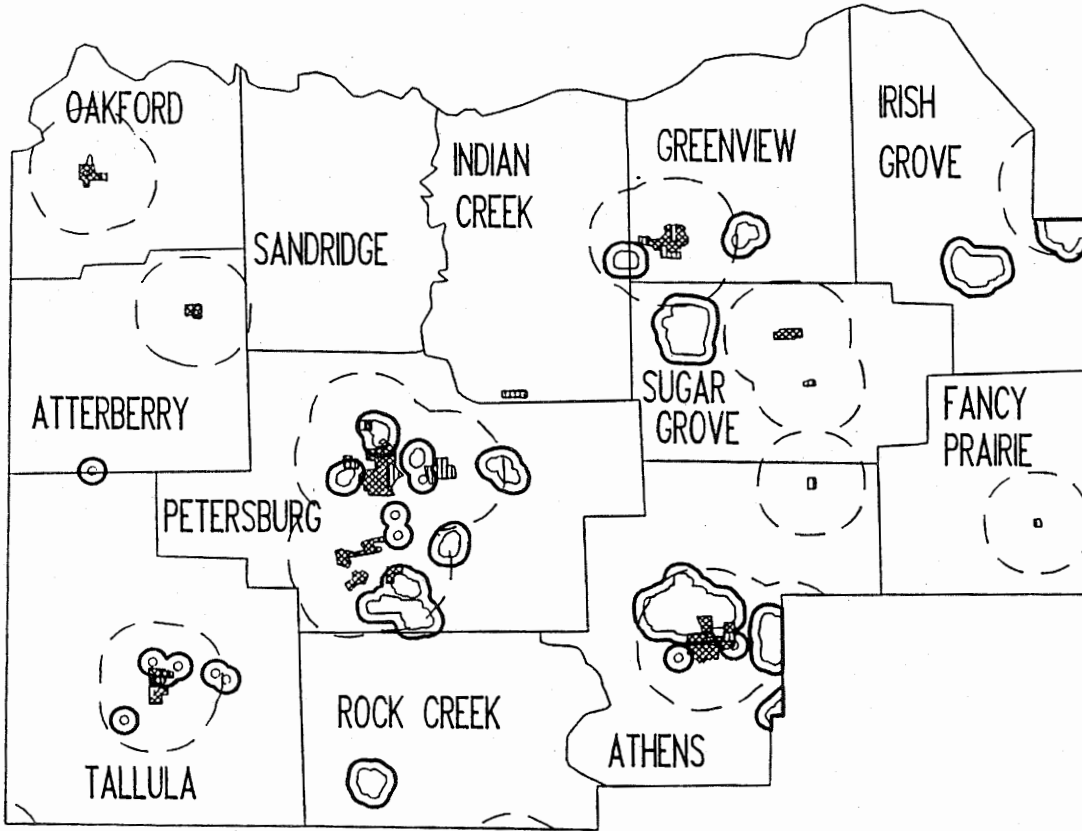 OAKFORD
SANDRIDGE
INDIAN
CREEK
GREENVIEW
IRISH
GROVE
ATTERBERRY
PETERSBURG
SUGAR
GROVE
FANCY
PRAIRIE
TALLULA
ROCK CREEK
ATHENS